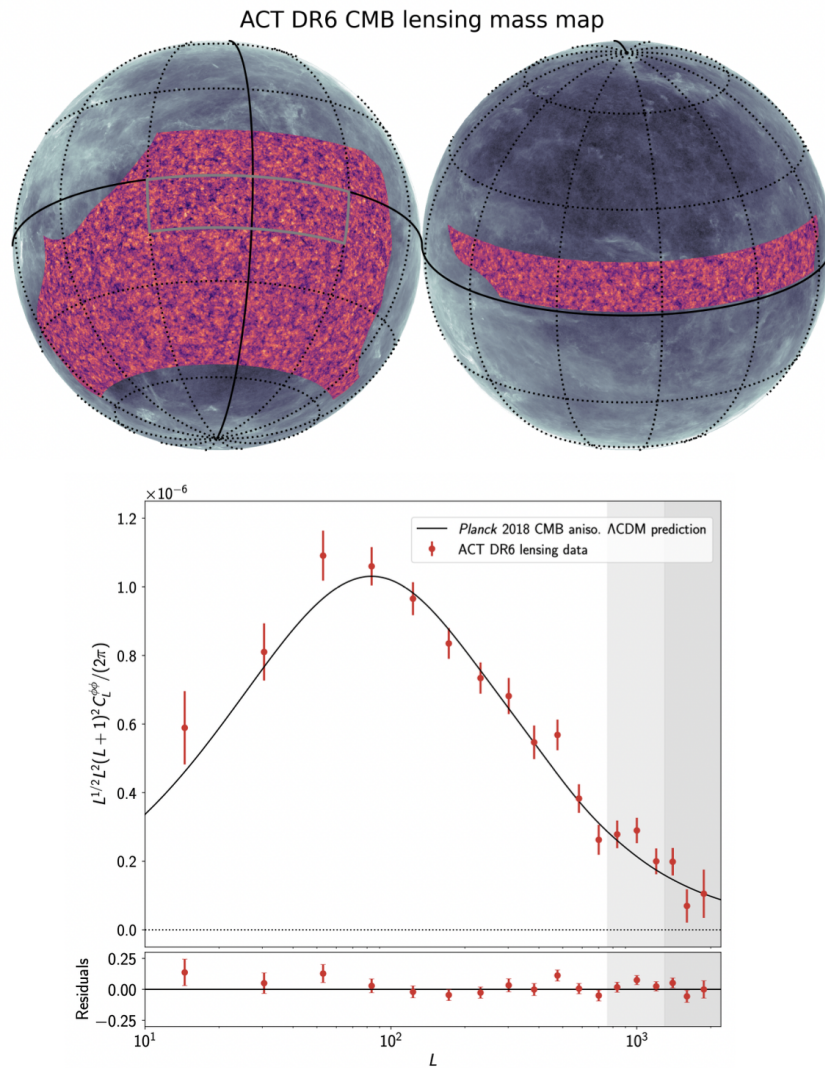 ACT DR6 CMB lensing mass map
×10⁻⁶
1.2
1.0
0.8
0.6
0.4
0.2
0.0
L^{1/2}L²(L + 1)²C_L^{ϕϕ}/(2π)
Planck 2018 CMB aniso. ΛCDM prediction
ACT DR6 lensing data
0.25
0.00
−0.25
Residuals
10¹
10²
10³
L